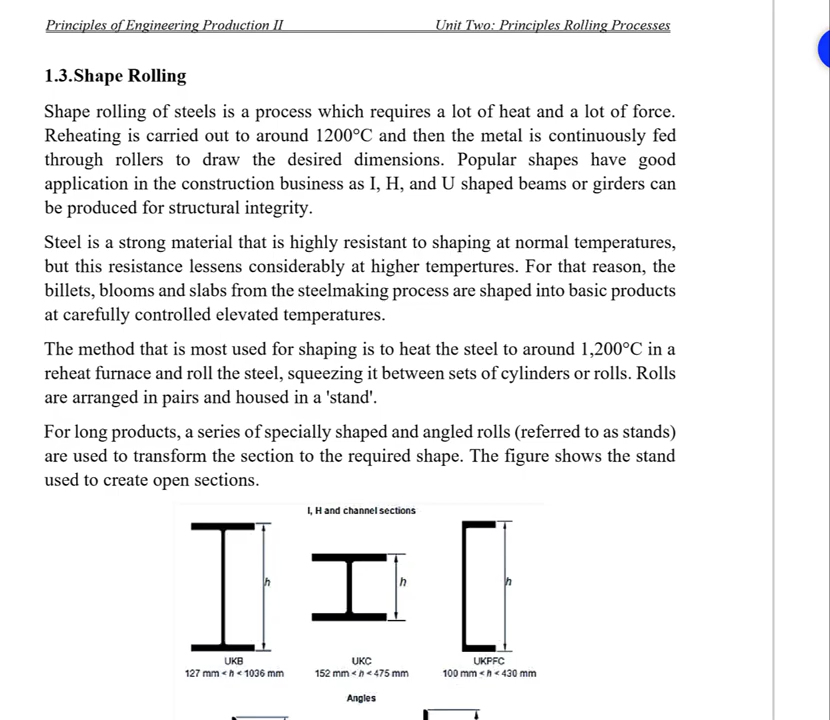 Principles of Engineering Production II Unit Two: Principles Rolling Processes
1.3.Shape Rolling
Shape rolling of steels is a process which requires a lot of heat and a lot of force.
Reheating is carried out to around 1200°C and then the metal is continuously fed
through rollers to draw the desired dimensions. Popular shapes have good
application in the construction business as I, H, and U shaped beams or girders can
be produced for structural integrity.
Steel is a strong material that is highly resistant to shaping at normal temperatures,
but this resistance lessens considerably at higher tempertures. For that reason, the
billets, blooms and slabs from the steelmaking process are shaped into basic products
at carefully controlled elevated temperatures.
The method that is most used for shaping is to heat the steel to around 1,200°C in a
reheat furnace and roll the steel, squeezing it between sets of cylinders or rolls. Rolls
are arranged in pairs and housed in a 'stand'.
For long products, a series of specially shaped and angled rolls (referred to as stands)
are used to transform the section to the required shape. The figure shows the stand
used to create open sections.
I, H and channel sections
h h h
UKB UKC UKPFC
127 mm < h < 1036 mm 152 mm < h < 475 mm 100 mm < h < 430 mm
Angles